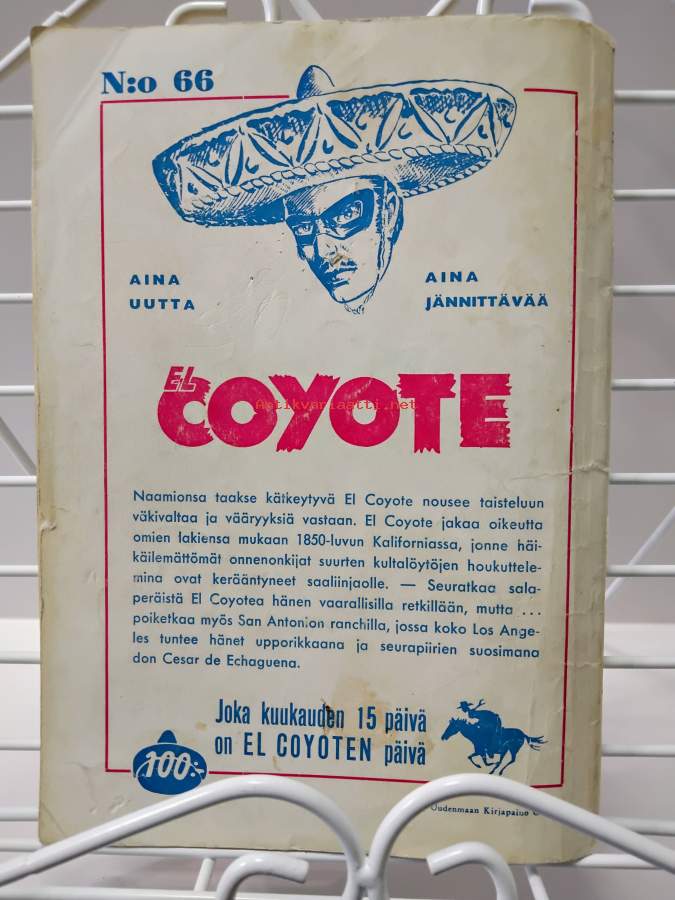 N:o 66
AINA
UUTTA
AINA
JÄNNITTÄVÄÄ
EL
COYOTE
Antikvariaatti.net
Naamionsa taakse kätkeytyvä El Coyote nousee taisteluun
väkivaltaa ja vääryyksiä vastaan. El Coyote jakaa oikeutta
omien lakiensa mukaan 1850-luvun Kaliforniassa, jonne häi-
käilemättömät onnenonkijat suurten kultalöytöjen houkuttele-
mina ovat kerääntyneet saaliinjaolle. — Seuratkaa sala-
peräistä El Coyotea hänen vaarallisilla retkillään, mutta ...
poiketkaa myös San Antonion ranchilla, jossa koko Los Ange-
les tuntee hänet upporikkaana ja seurapiirien suosimana
don Cesar de Echaguena.
Joka kuukauden 15 päivä
on EL COYOTEN päivä
100:-
Uudenmaan Kirjapaino